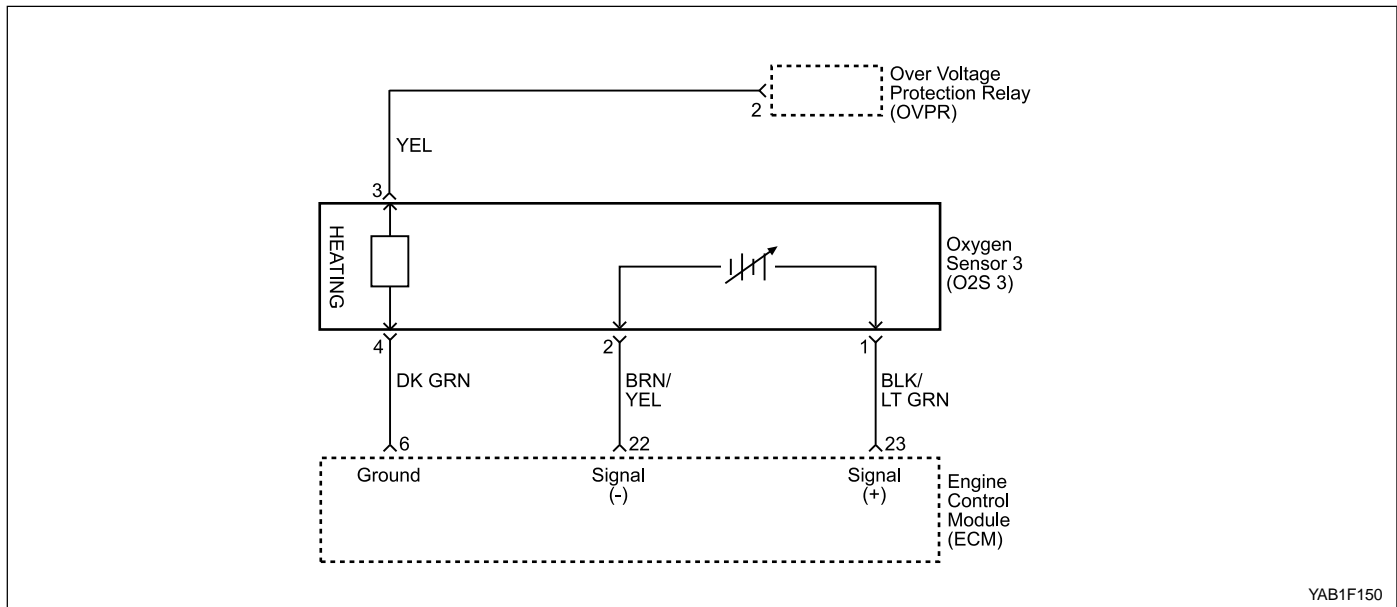 Over Voltage
Protection Relay
(OVPR)
2
YEL
3
HEATING
Oxygen
Sensor 3
(O2S 3)
4
2
1
DK GRN
BRN/
YEL
BLK/
LT GRN
6
22
23
Ground
Signal
(-)
Signal
(+)
Engine
Control
Module
(ECM)
YAB1F150